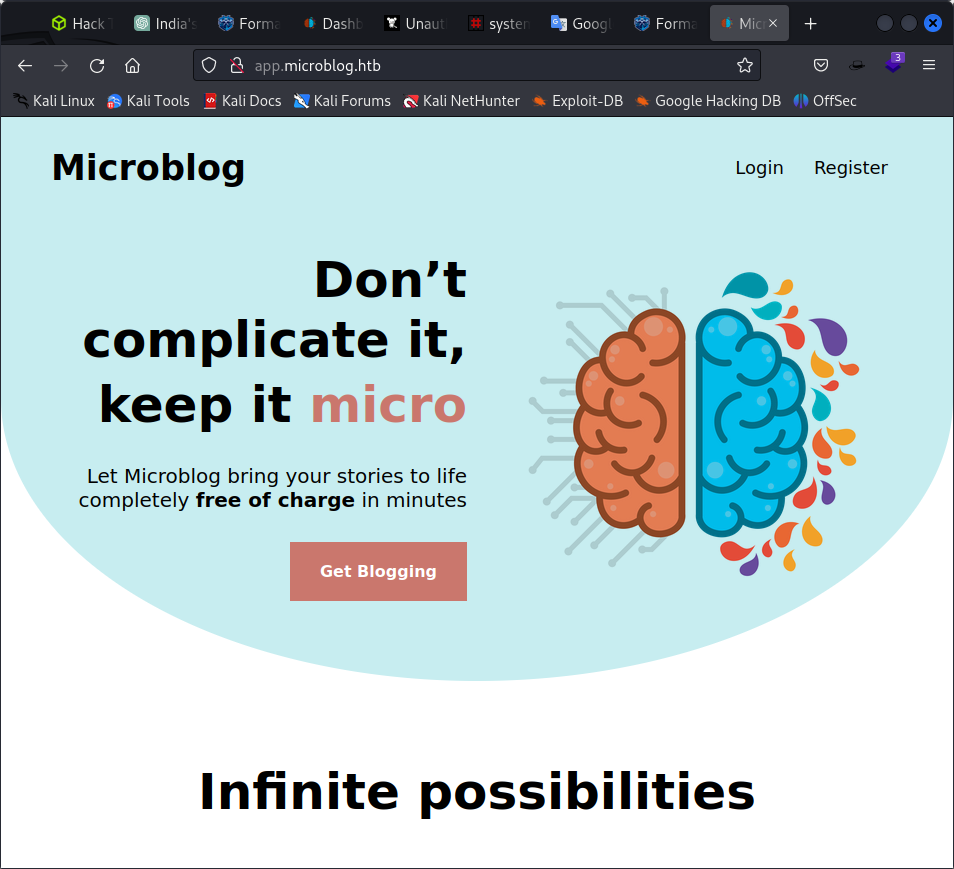 Hack
India's
Forma
Dashb
Unaut
system
Googl
Forma
Mic
app.microblog.htb
3
Kali Linux
Kali Tools
Kali Docs
Kali Forums
Kali NetHunter
Exploit-DB
Google Hacking DB
OffSec
Microblog
Login
Register
Don’t
complicate it,
keep it micro
Let Microblog bring your stories to life
completely free of charge in minutes
Get Blogging
Infinite possibilities